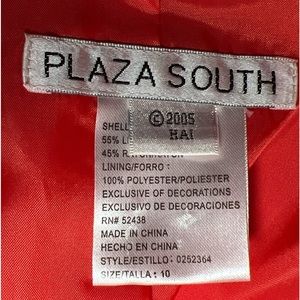 PLAZA SOUTH
© 2005
HAI
SHELL
55%
45%
LINING/FORRO :
100% POLYESTER/POLIESTER
EXCLUSIVE OF DECORATIONS
EXCLUSIVO DE DECORACIONES
RN# 52438
MADE IN CHINA
HECHO EN CHINA
STYLE/ESTILLO : 0252364
SIZE/TALLA : 10